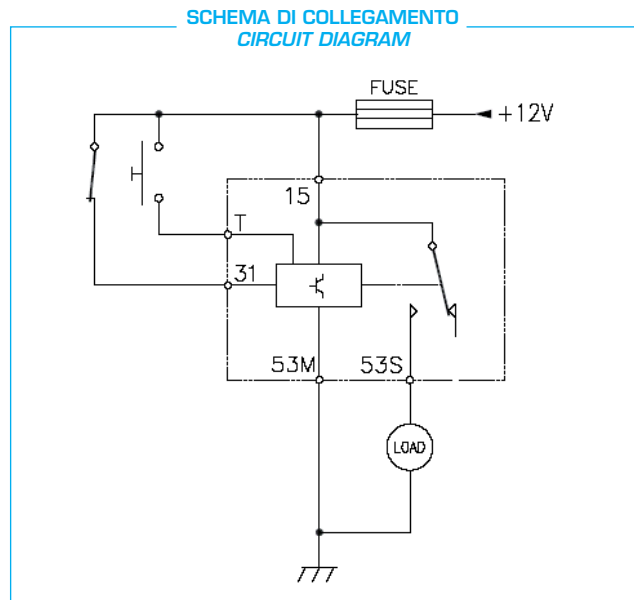 SCHEMA DI COLLEGAMENTO
CIRCUIT DIAGRAM
FUSE
+12V
15
T
31
53M
53S
LOAD